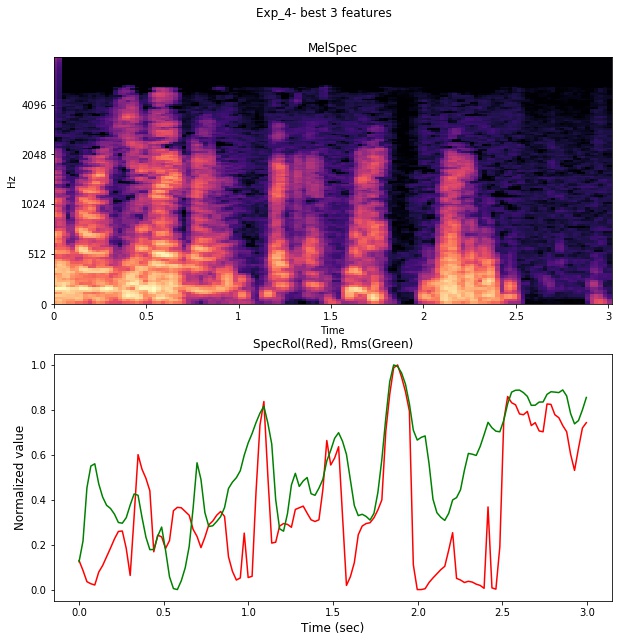 Exp_4- best 3 features
MelSpec
4096
2048
1024
512
0
Hz
0 0.5 1 1.5 2 2.5 3
Time
SpecRol(Red), Rms(Green)
1.0
0.8
0.6
0.4
0.2
0.0
Normalized value
0.0 0.5 1.0 1.5 2.0 2.5 3.0
Time (sec)